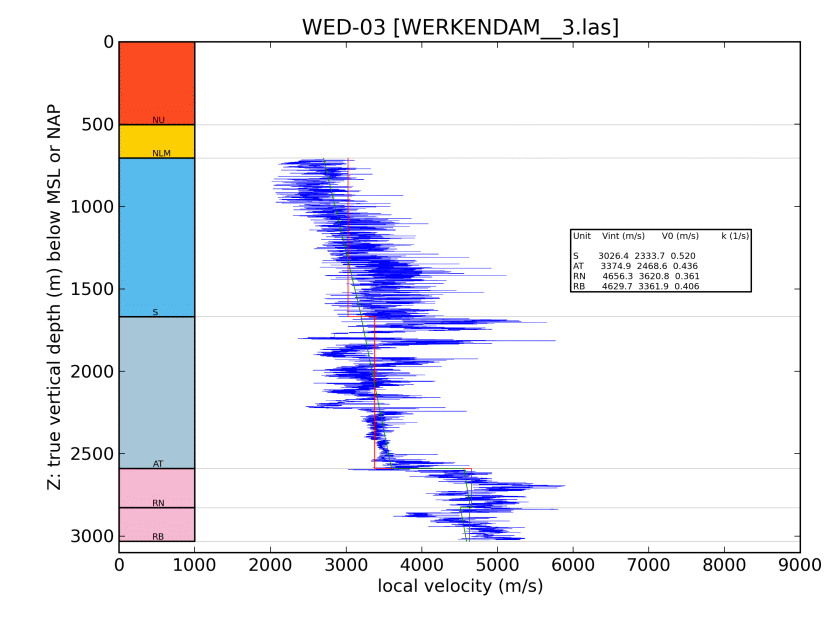 WED-03 [WERKENDAM__3.las]
Z: true vertical depth (m) below MSL or NAP
0
500
1000
1500
2000
2500
3000
NU
NLM
S
AT
RN
RB
Unit Vint (m/s) V0 (m/s) k (1/s)
S 3026.4 2333.7 0.520
AT 3374.9 2468.6 0.436
RN 4656.3 3620.8 0.361
RB 4629.7 3361.9 0.406
0 1000 2000 3000 4000 5000 6000 7000 8000 9000
local velocity (m/s)